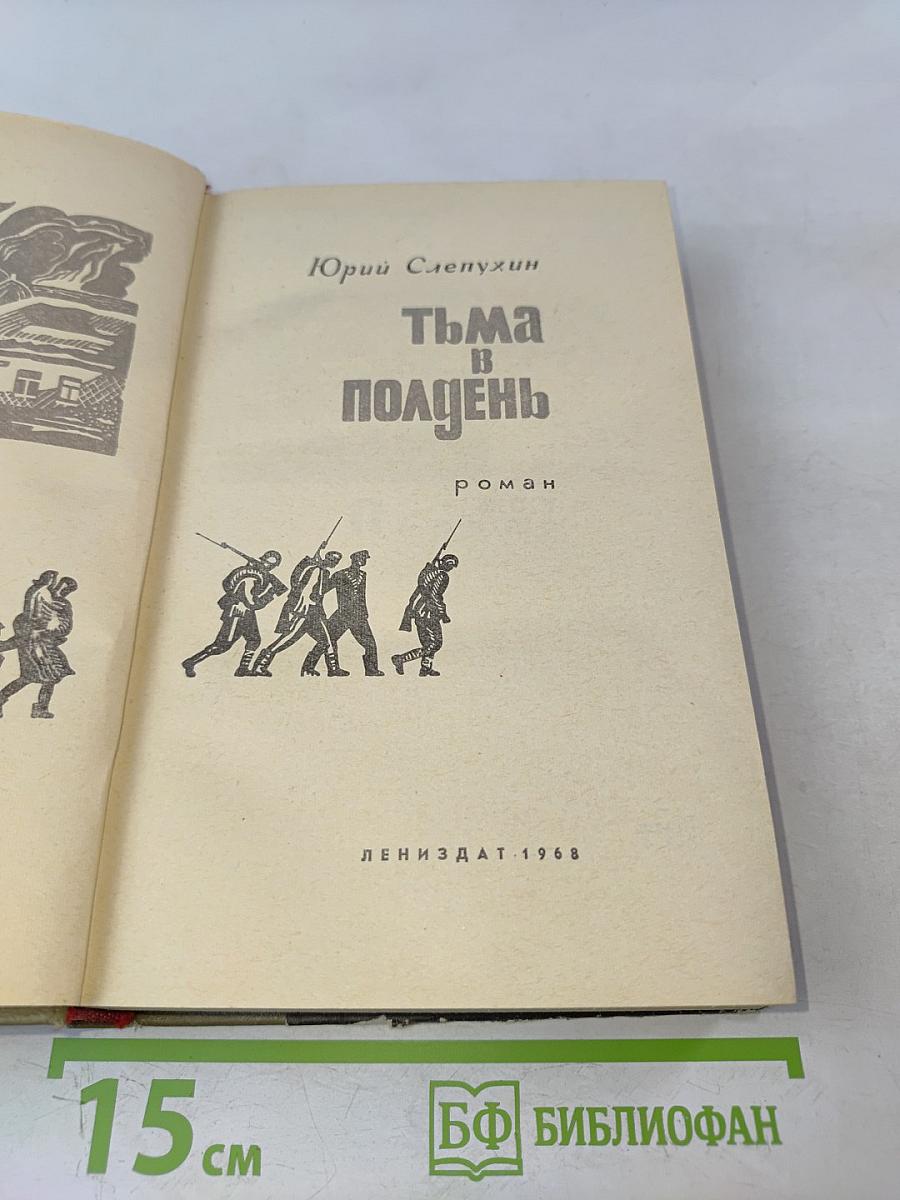 Юрий Слепухин
Тьма
в
полдень
роман
ЛЕНИЗДАТ · 1968
15 см
БФ БИБЛИОФАН